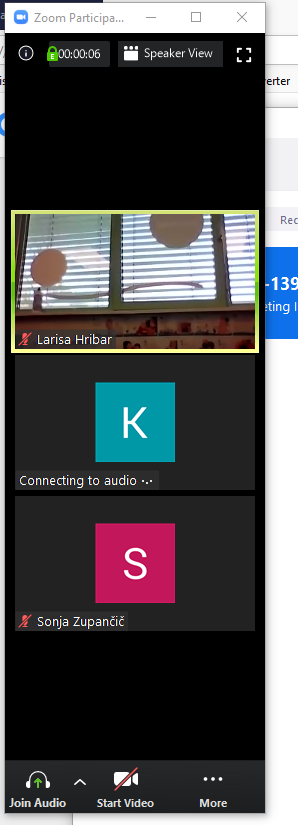 Zoom Participa...
00:00:06
Speaker View
Larisa Hribar
K
Connecting to audio
S
Sonja Zupančič
Join Audio
Start Video
More
erter
Rec
-139
eting I